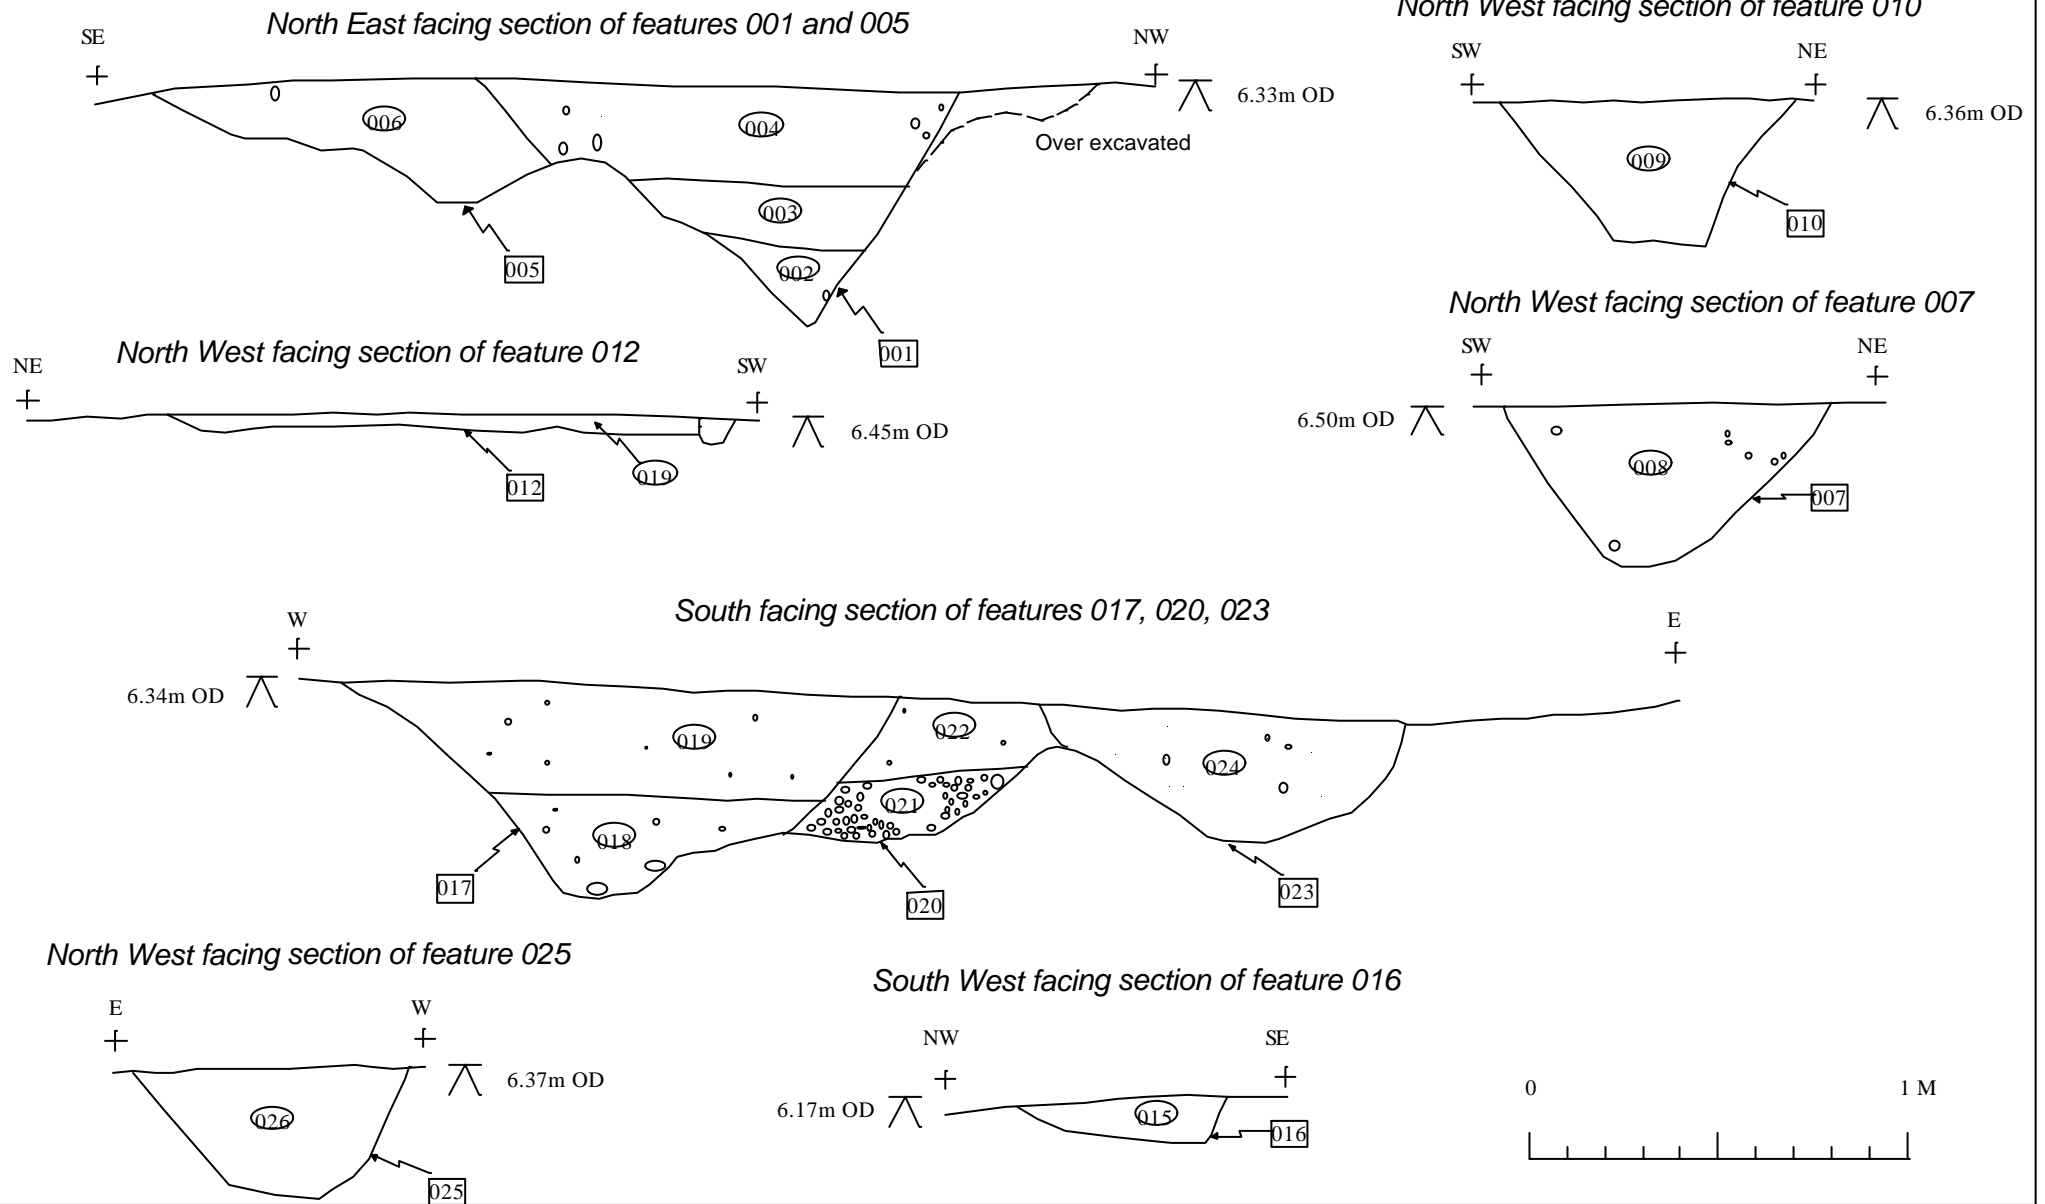 North East facing section of features 001 and 005
SE
NW
6.33m OD
006
004
Over excavated
003
002
005
001
North West facing section of feature 010
SW
NE
6.36m OD
009
010
North West facing section of feature 012
NE
SW
6.45m OD
012
019
North West facing section of feature 007
SW
NE
6.50m OD
008
007
South facing section of features 017, 020, 023
W
E
6.34m OD
019
022
024
021
018
017
020
023
North West facing section of feature 025
E
W
6.37m OD
026
025
South West facing section of feature 016
NW
SE
6.17m OD
015
016
0
1 M